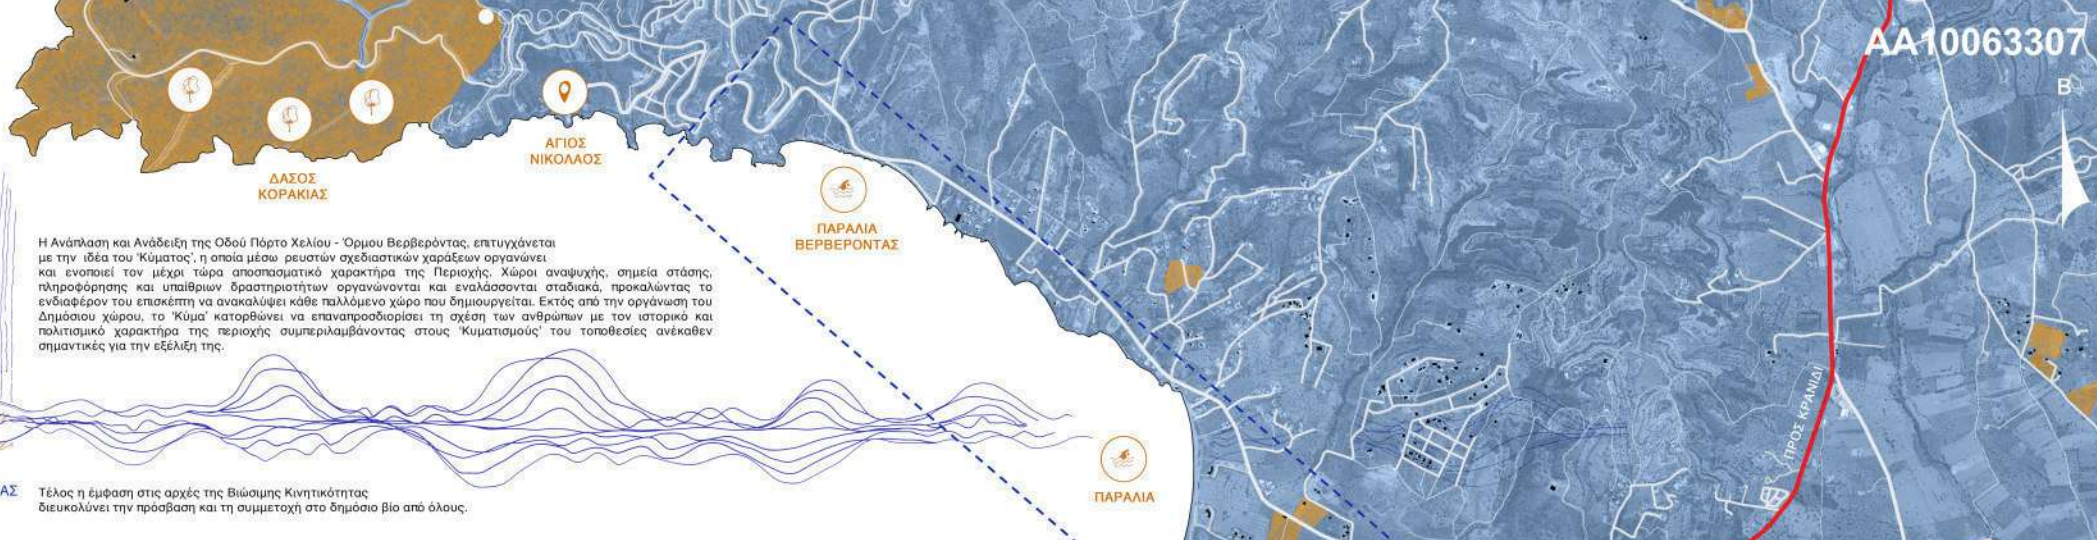 ΑΑ10063307
Β
ΑΓΙΟΣ
ΝΙΚΟΛΑΟΣ
ΔΑΣΟΣ
ΚΟΡΑΚΙΑΣ
ΠΑΡΑΛΙΑ
ΒΕΡΒΕΡΟΝΤΑΣ
Η Ανάπλαση και Ανάδειξη της Οδού Πόρτο Χελίου - Όρμου Βερβερόντας, επιτυγχάνεται
με την ιδέα του 'Κύματος', η οποία μέσω ρευστών σχεδιαστικών χαράξεων οργανώνει
και ενοποιεί τον μέχρι τώρα αποσπασματικό χαρακτήρα της Περιοχής. Χώροι αναψυχής, σημεία στάσης,
πληροφόρησης και υπαίθριων δραστηριοτήτων οργανώνονται και εναλάσσονται σταδιακά, προκαλώντας το
ενδιαφέρον του επισκέπτη να ανακαλύψει κάθε παλλόμενο χώρο που δημιουργείται. Εκτός από την οργάνωση του
Δημόσιου χώρου, το 'Κύμα' κατορθώνει να επαναπροσδιορίσει τη σχέση των ανθρώπων με τον ιστορικό και
πολιτισμικό χαρακτήρα της περιοχής συμπεριλαμβάνοντας στους 'Κυματισμούς' του τοποθεσίες ανέκαθεν
σημαντικές για την εξέλιξη της.
ΠΡΟΣ ΚΡΑΝΙΔΙ
ΠΑΡΑΛΙΑ
ΑΣ
Τέλος η έμφαση στις αρχές της Βιώσιμης Κινητικότητας
διευκολύνει την πρόσβαση και τη συμμετοχή στο δημόσιο βίο από όλους.